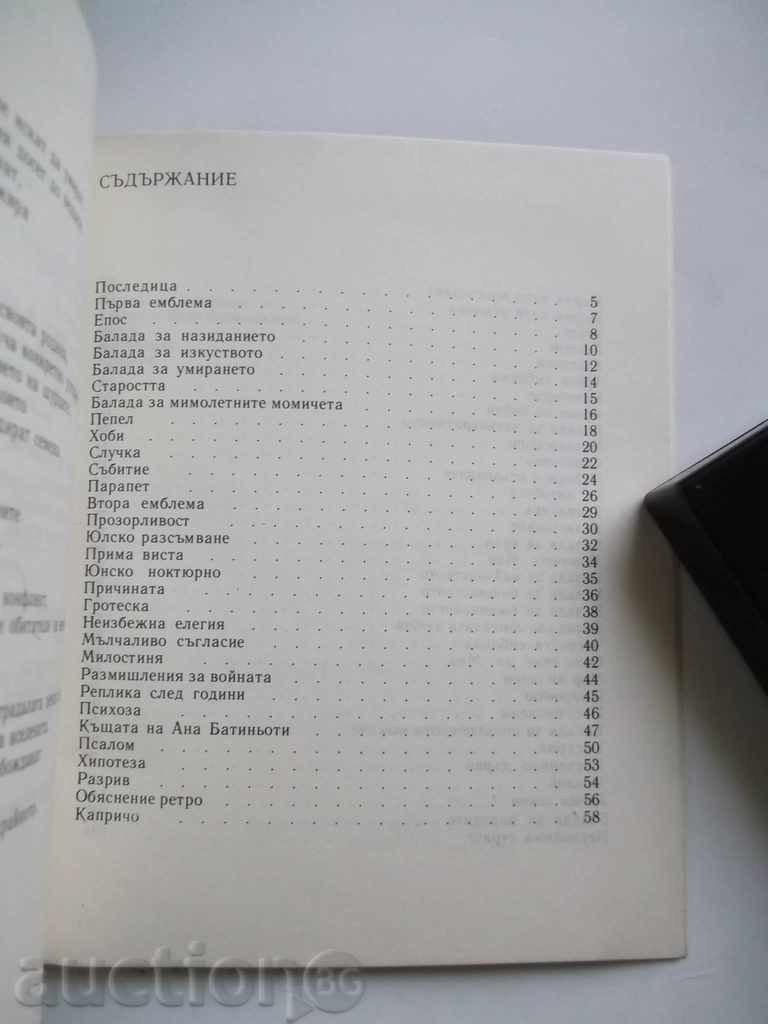 СЪДЪРЖАНИЕ
Последица . . . . . . . . . . . . . . . 5
Първа емблема . . . . . . . . . . . . . 7
Епос . . . . . . . . . . . . . . . . . 8
Балада за назиданието . . . . . . . . . 10
Балада за изкуството . . . . . . . . . 12
Балада за умирането . . . . . . . . . . 14
Старостта . . . . . . . . . . . . . . . 15
Балада за мимолетните момичета . . . . . 16
Пепел . . . . . . . . . . . . . . . . . 18
Хоби . . . . . . . . . . . . . . . . . 20
Случка . . . . . . . . . . . . . . . . 22
Събитие . . . . . . . . . . . . . . . . 24
Парапет . . . . . . . . . . . . . . . . 26
Втора емблема . . . . . . . . . . . . . 29
Прозорливост . . . . . . . . . . . . . 30
Юлско разсъмване . . . . . . . . . . . 32
Прима виста . . . . . . . . . . . . . . 34
Юнско ноктюрно . . . . . . . . . . . . 35
Причината . . . . . . . . . . . . . . . 36
Гротеска . . . . . . . . . . . . . . . 38
Неизбежна елегия . . . . . . . . . . . 39
Мълчаливо съгласие . . . . . . . . . . 40
Милостиня . . . . . . . . . . . . . . . 42
Размишления за войната . . . . . . . . 44
Реплика след години . . . . . . . . . . 45
Психоза . . . . . . . . . . . . . . . . 46
Къщата на Ана Батиньоти . . . . . . . . 47
Псалом . . . . . . . . . . . . . . . . 50
Хипотеза . . . . . . . . . . . . . . . 53
Разрив . . . . . . . . . . . . . . . . 54
Обяснение ретро . . . . . . . . . . . . 56
Капричо . . . . . . . . . . . . . . . . 58
auctionBG